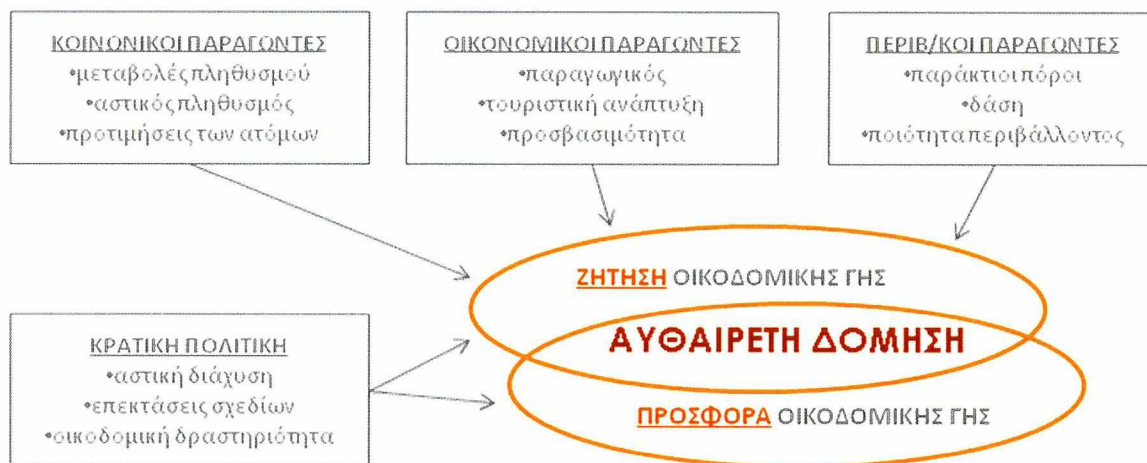 ΚΟΙΝΩΝΙΚΟΙ ΠΑΡΑΓΟΝΤΕΣ
•μεταβολές πληθυσμού
•αστικός πληθυσμός
•προτιμήσεις των ατόμων
ΟΙΚΟΝΟΜΙΚΟΙ ΠΑΡΑΓΟΝΤΕΣ
•παραγωγικός
•τουριστική ανάπτυξη
•προσβασιμότητα
ΠΕΡΙΒ/ΚΟΙ ΠΑΡΑΓΟΝΤΕΣ
•παράκτιοι πόροι
•δάση
•ποιότητα περιβάλλοντος
ΖΗΤΗΣΗ ΟΙΚΟΔΟΜΙΚΗΣ ΓΗΣ
ΑΥΘΑΙΡΕΤΗ ΔΟΜΗΣΗ
ΠΡΟΣΦΟΡΑ ΟΙΚΟΔΟΜΙΚΗΣ ΓΗΣ
ΚΡΑΤΙΚΗ ΠΟΛΙΤΙΚΗ
•αστική διάχυση
•επεκτάσεις σχεδίων
•οικοδομική δραστηριότητα